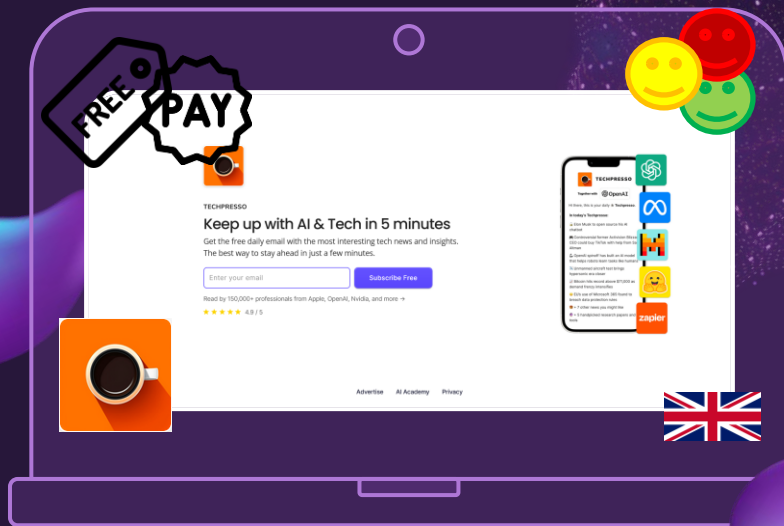 FREE
PAY
TECHPRESSO
Keep up with AI & Tech in 5 minutes
Get the free daily email with the most interesting tech news and insights.
The best way to stay ahead in just a few minutes.
Enter your email
Subscribe Free
Read by 150,000+ professionals from Apple, OpenAI, Nvidia, and more →
4.8 / 5
TECHPRESSO
Together with OpenAI
zapier
Advertise AI Academy Privacy